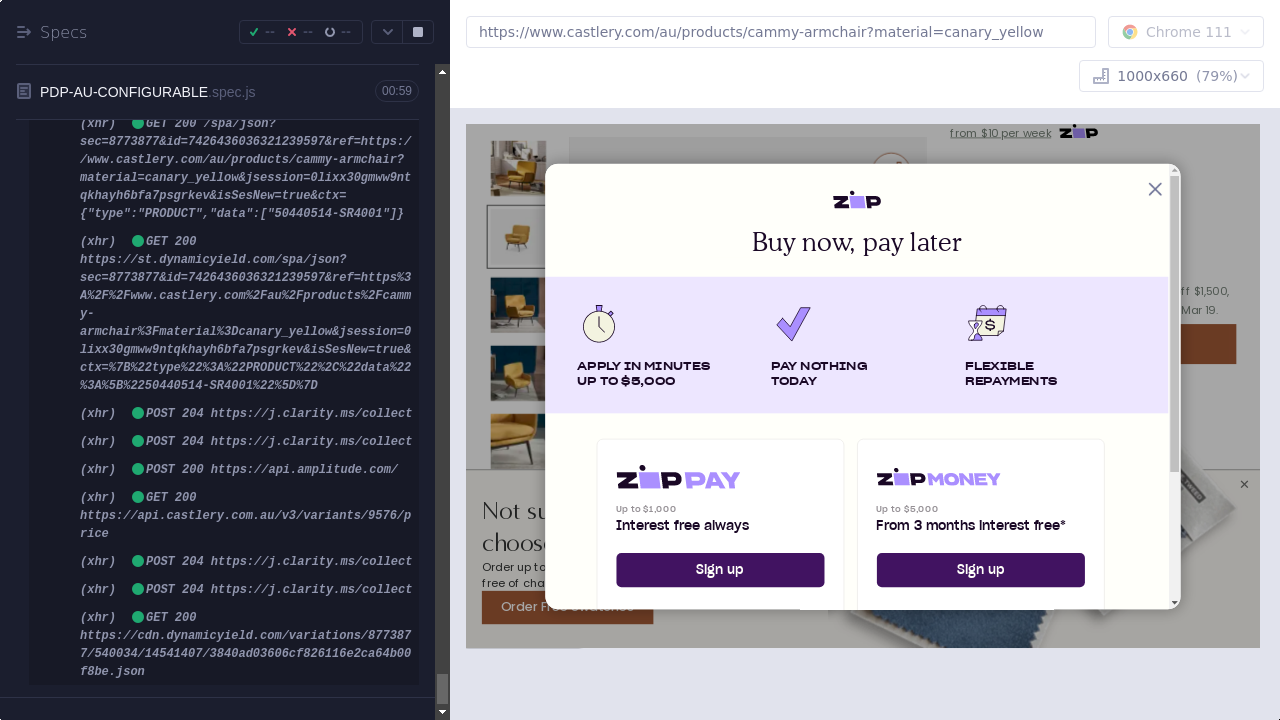 Specs
--
--
--
PDP-AU-CONFIGURABLE.spec.js
00:59
(xhr) GET 200 /spa/json?
sec=8773877&id=7426436036321239597&ref=https:/
/www.castlery.com/au/products/cammy-armchair?
material=canary_yellow&jsession=0lixx30gmww9nt
qkhayh6bfa7psgrkev&isSesNew=true&ctx=
{"type":"PRODUCT","data":["50440514-SR4001"]}
(xhr) GET 200
https://st.dynamicyield.com/spa/json?
sec=8773877&id=7426436036321239597&ref=https%3
A%2F%2Fwww.castlery.com%2Fau%2Fproducts%2Fcamm
y-
armchair%3Fmaterial%3Dcanary_yellow&jsession=0
lixx30gmww9ntqkhayh6bfa7psgrkev&isSesNew=true&
ctx=%7B%22type%22%3A%22PRODUCT%22%2C%22data%22
%3A%5B%2250440514-SR4001%22%5D%7D
(xhr) POST 204 https://j.clarity.ms/collect
(xhr) POST 204 https://j.clarity.ms/collect
(xhr) POST 200 https://api.amplitude.com/
(xhr) GET 200
https://api.castlery.com.au/v3/variants/9576/p
rice
(xhr) POST 204 https://j.clarity.ms/collect
(xhr) POST 204 https://j.clarity.ms/collect
(xhr) GET 200
https://cdn.dynamicyield.com/variations/877387
7/540034/14541407/3840ad03606cf826116e2ca64b00
f8be.json
https://www.castlery.com/au/products/cammy-armchair?material=canary_yellow
Chrome 111
1000x660 (79%)
from $10 per week
zip
ff $1,500,
Mar 19.
zip
Buy now, pay later
APPLY IN MINUTES
UP TO $5,000
PAY NOTHING
TODAY
FLEXIBLE
REPAYMENTS
zip PAY
Up to $1,000
Interest free always
Sign up
zip MONEY
Up to $5,000
From 3 months interest free*
Sign up
Not su
choose
Order up to
free of cha
Order Free Swatches